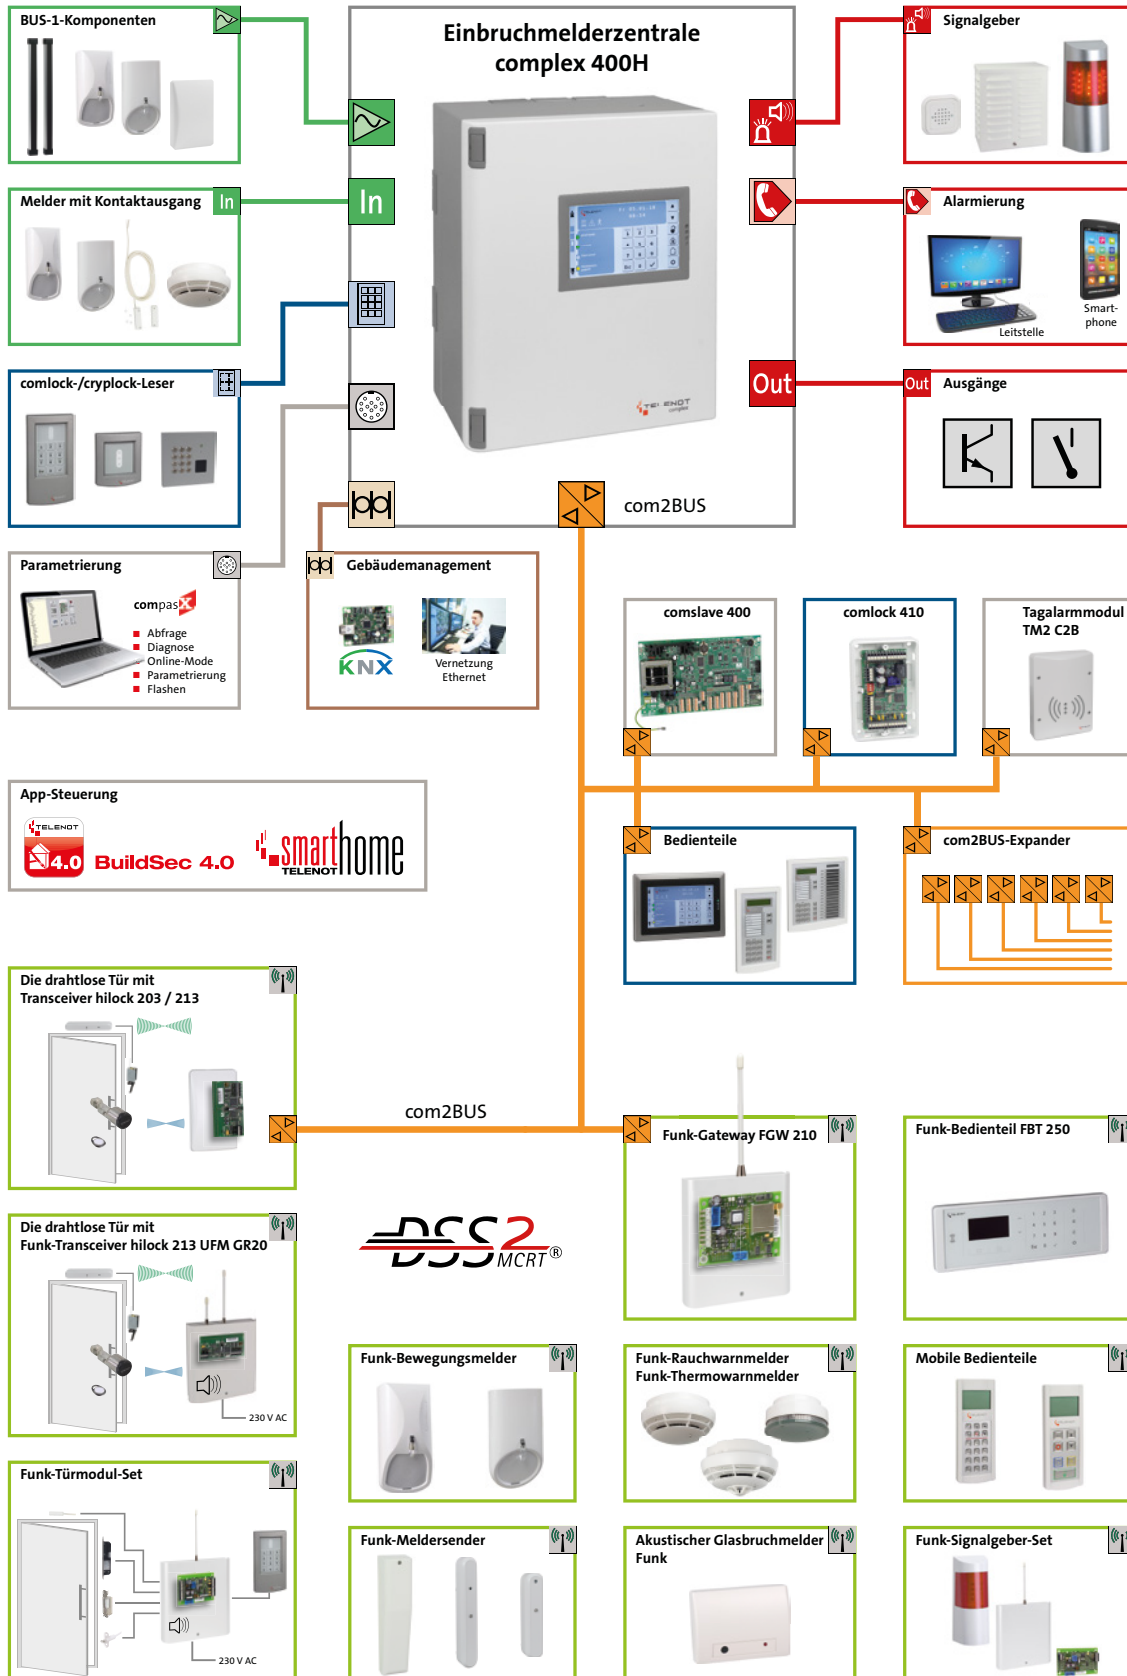 BUS-1-Komponenten
Einbruchmelderzentrale
complex 400H
Signalgeber
Melder mit Kontaktausgang
In
In
Alarmierung
Leitstelle
Smart-
phone
comlock-/cryplock-Leser
TELENOT
complex
Out
Out
Ausgänge
com2BUS
Parametrierung
compasX
Abfrage
Diagnose
Online-Mode
Parametrierung
Flashen
Gebäudemanagement
KNX
Vernetzung
Ethernet
comslave 400
comlock 410
Tagalarmmodul
TM2 C2B
App-Steuerung
TELENOT
4.0
BuildSec 4.0
smarthome
TELENOT
Bedienteile
com2BUS-Expander
Die drahtlose Tür mit
Transceiver hilock 203 / 213
com2BUS
Funk-Gateway FGW 210
Funk-Bedienteil FBT 250
Die drahtlose Tür mit
Funk-Transceiver hilock 213 UFM GR20
230 V AC
DSS2
MCRT®
Funk-Bewegungsmelder
Funk-Rauchwarnmelder
Funk-Thermowarnmelder
Mobile Bedienteile
Funk-Türmodul-Set
230 V AC
Funk-Meldersender
Akustischer Glasbruchmelder
Funk
Funk-Signalgeber-Set